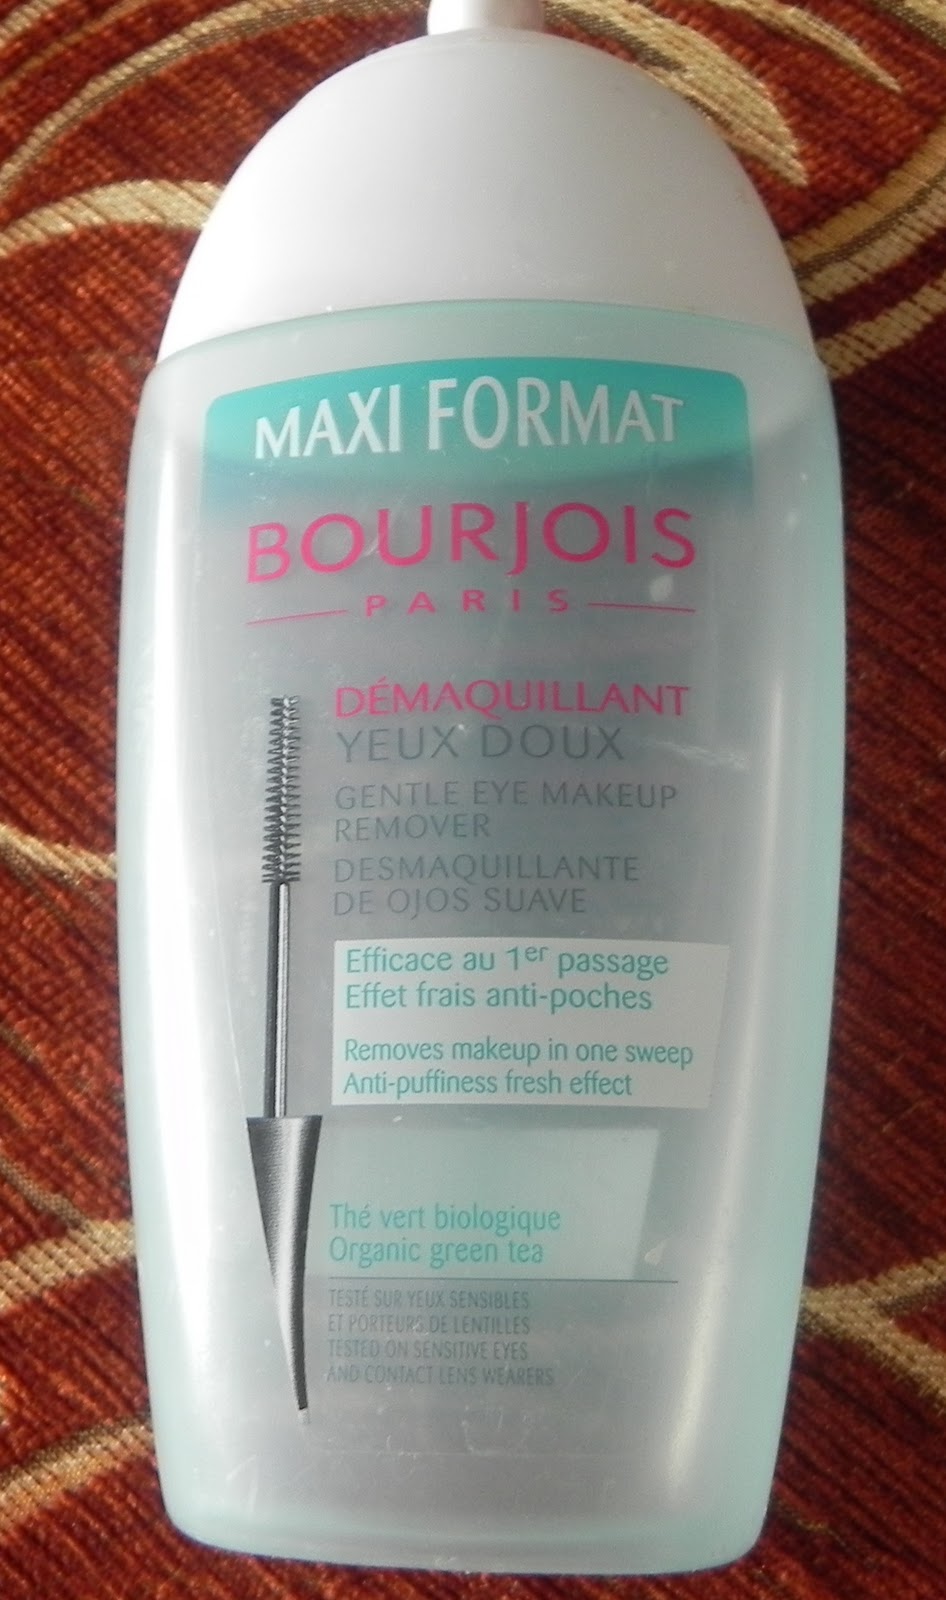 MAXI FORMAT
BOURJOIS
PARIS
DÉMAQUILLANT
YEUX DOUX
GENTLE EYE MAKEUP
REMOVER
DESMAQUILLANTE
DE OJOS SUAVE
Efficace au 1er passage
Effet frais anti-poches
Removes makeup in one sweep
Anti-puffiness fresh effect
Thé vert biologique
Organic green tea
TESTÉ SUR YEUX SENSIBLES
ET PORTEURS DE LENTILLES
TESTED ON SENSITIVE EYES
AND CONTACT LENS WEARERS